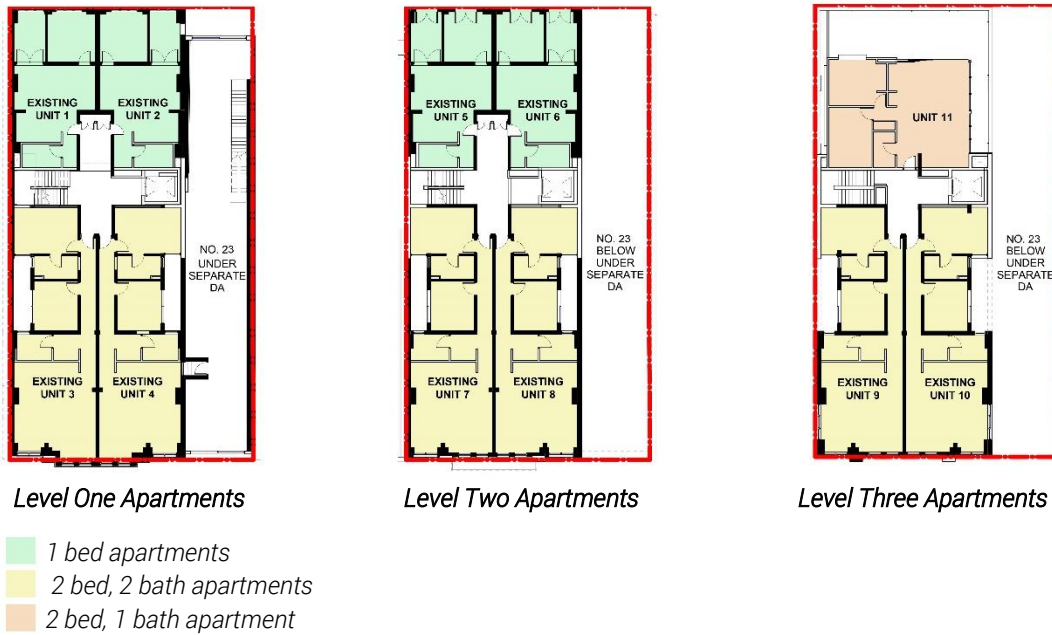 EXISTING
UNIT 1
EXISTING
UNIT 2
NO. 23
UNDER
SEPARATE
DA
EXISTING
UNIT 3
EXISTING
UNIT 4
Level One Apartments
EXISTING
UNIT 5
EXISTING
UNIT 6
NO. 23
BELOW
UNDER
SEPARATE
DA
EXISTING
UNIT 7
EXISTING
UNIT 8
Level Two Apartments
UNIT 11
NO. 23
BELOW
UNDER
SEPARATE
DA
EXISTING
UNIT 9
EXISTING
UNIT 10
Level Three Apartments
1 bed apartments
2 bed, 2 bath apartments
2 bed, 1 bath apartment